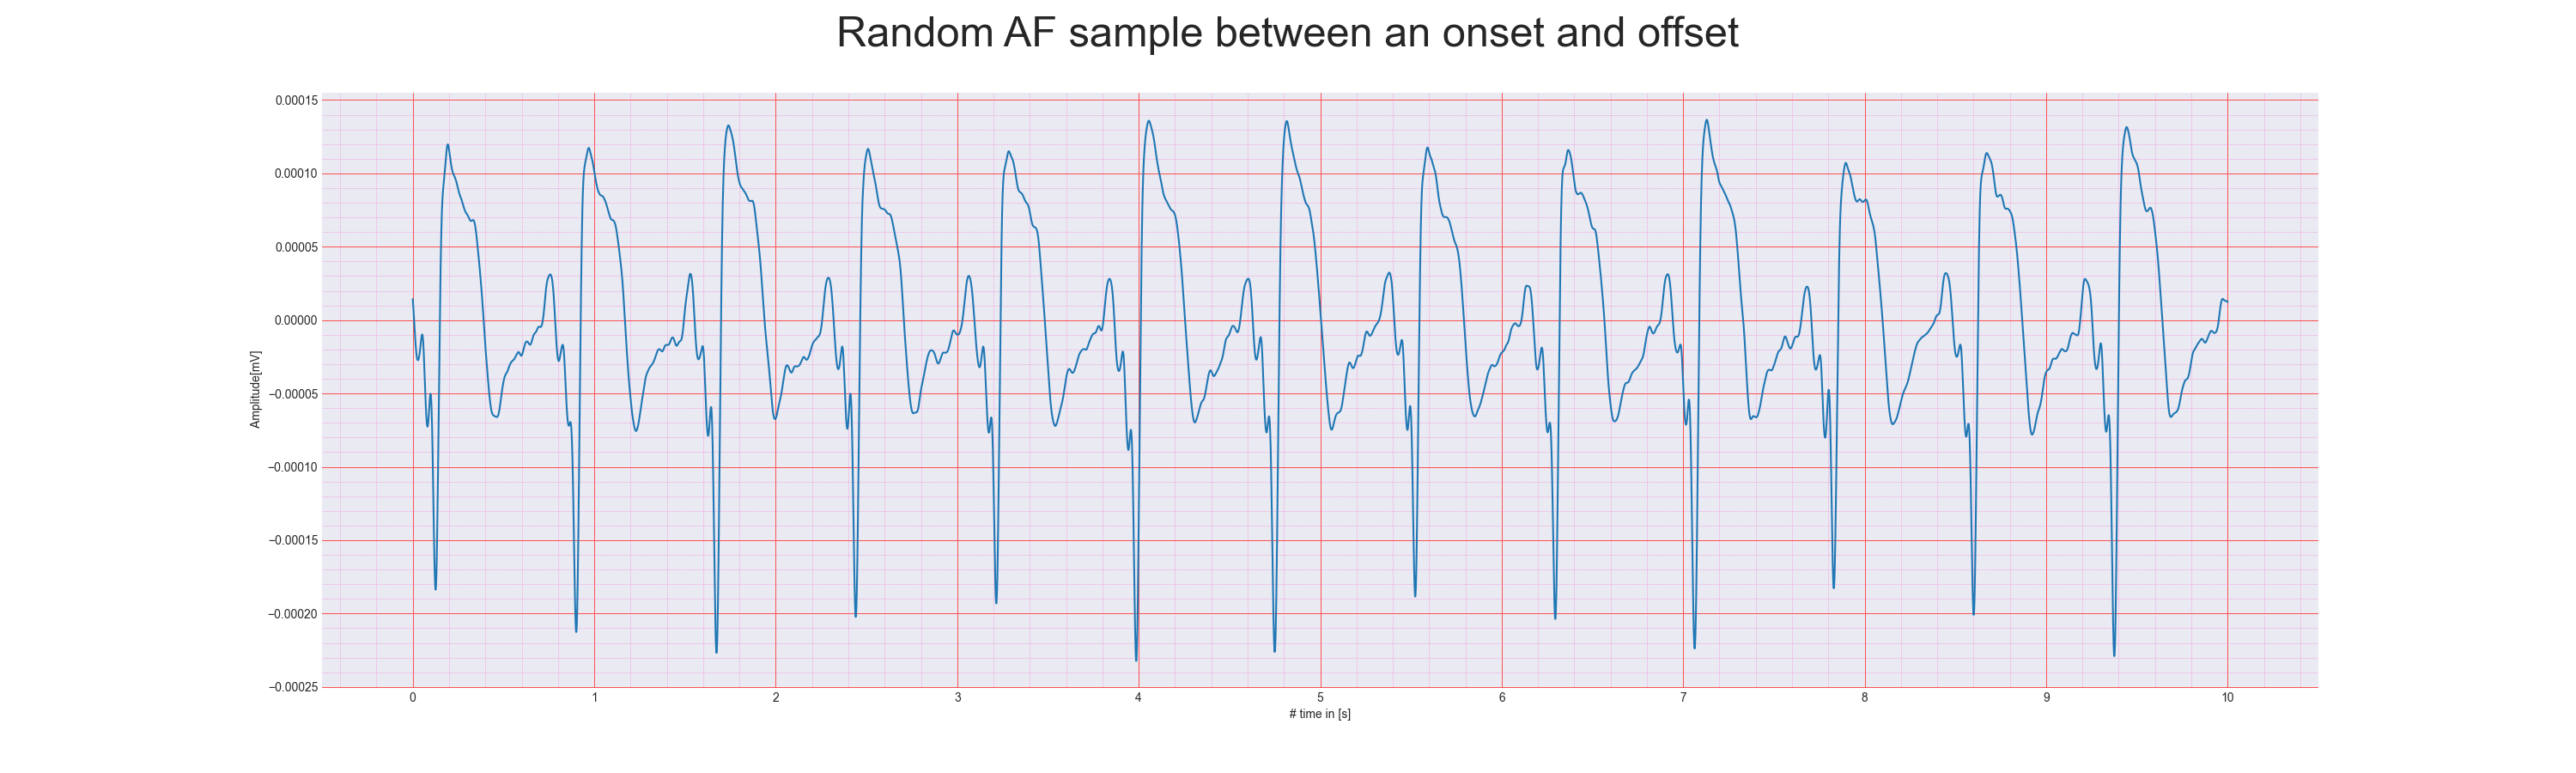 Random AF sample between an onset and offset
0.00015
0.00010
0.00005
0.00000
−0.00005
−0.00010
−0.00015
−0.00020
−0.00025
Amplitude[mV]
0 1 2 3 4 5 6 7 8 9 10
# time in [s]